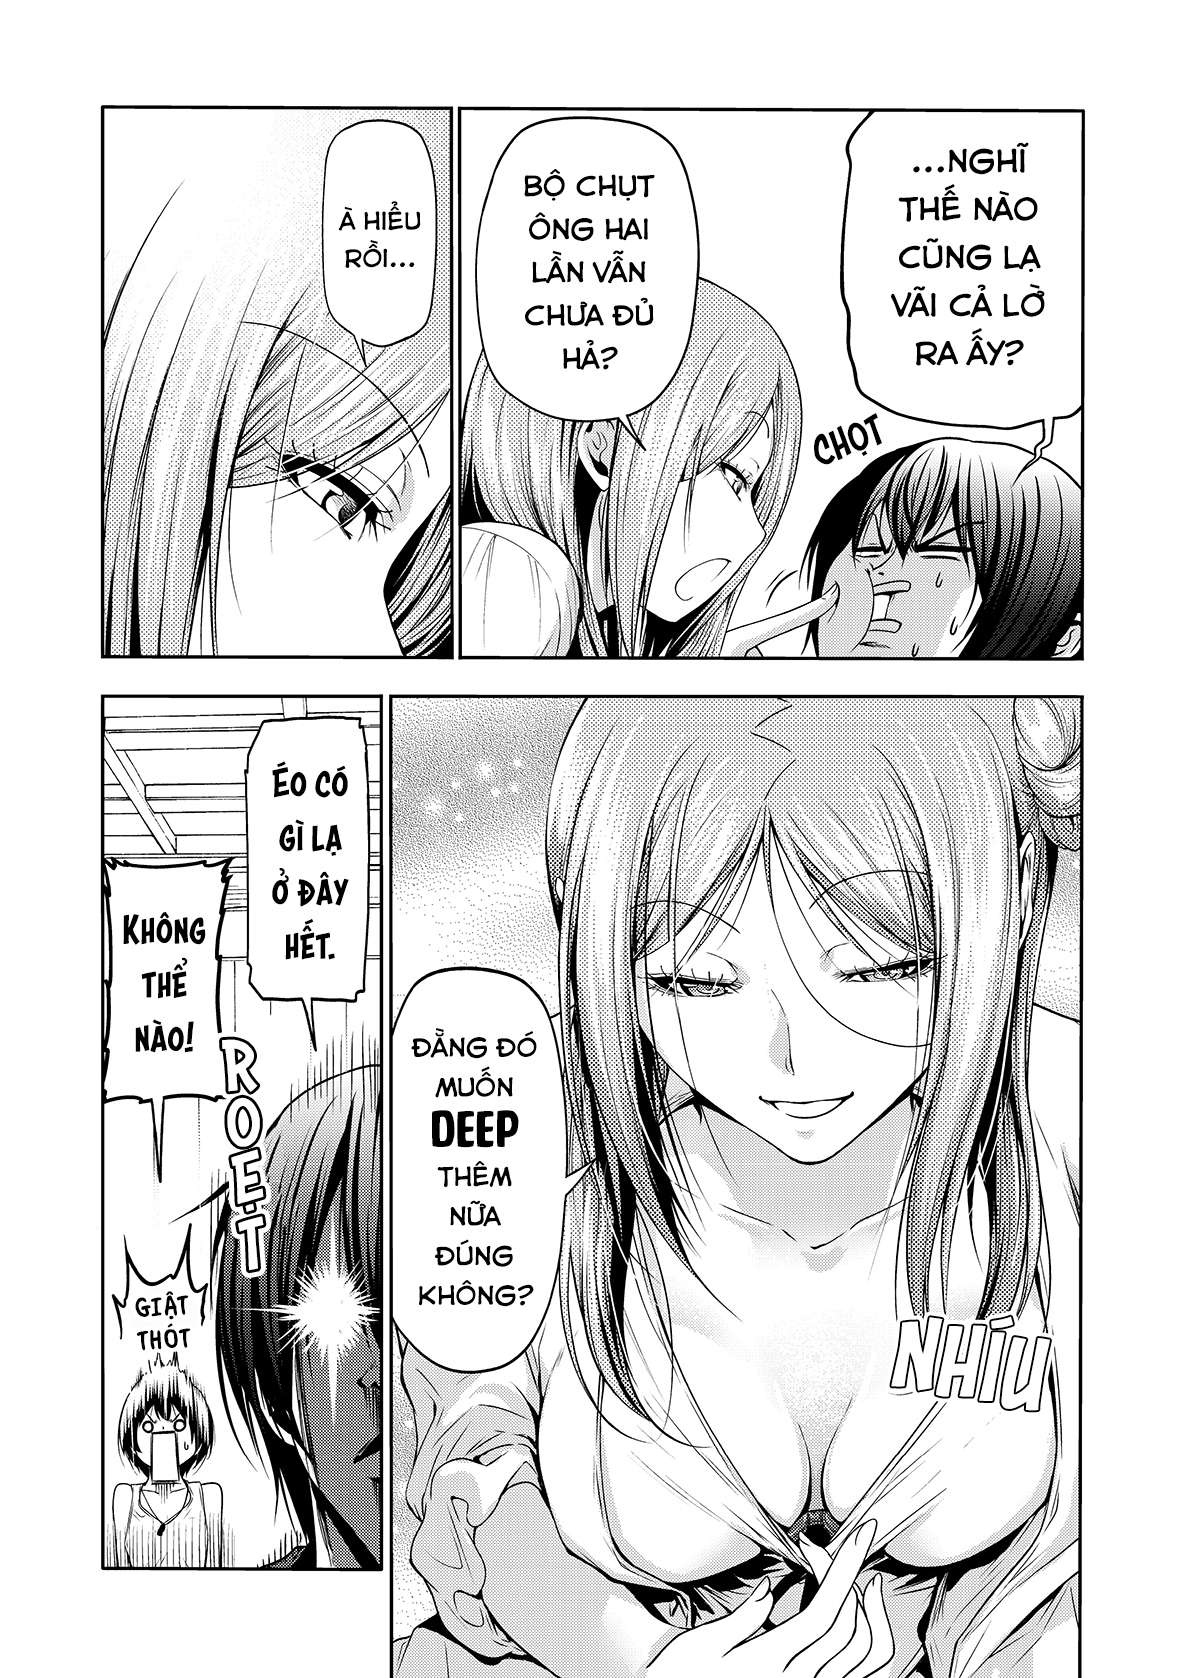 ...NGHĨ
THẾ NÀO
CŨNG LẠ
VÃI CẢ LỜ
RA ẤY?
CHỌT
BỘ CHỤT
ÔNG HAI
LẦN VẪN
CHƯA ĐỦ
HẢ?
À HIỂU
RỒI...
ĐẰNG ĐÓ
MUỐN
DEEP
THÊM
NỮA
ĐÚNG
KHÔNG?
NHÍU
ÉO CÓ
GÌ LẠ
Ở ĐÂY
HẾT.
ROẸT
KHÔNG
THỂ
NÀO!
GIẬT
THÓT